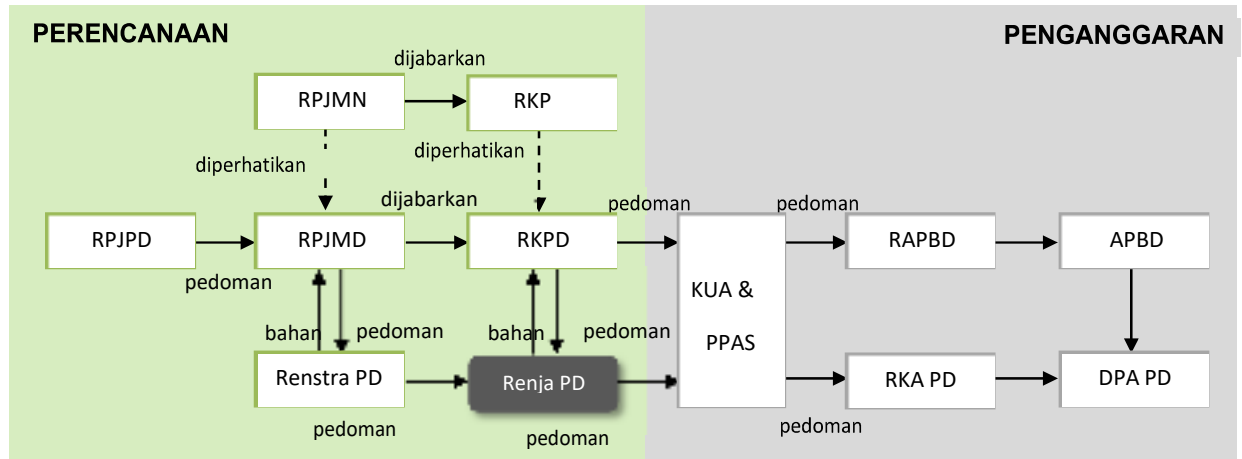 PERENCANAAN
PENGANGGARAN
dijabarkan
RPJMN
RKP
diperhatikan
diperhatikan
dijabarkan
pedoman
pedoman
RPJPD
RPJMD
RKPD
RAPBD
APBD
pedoman
KUA &
PPAS
bahan
pedoman
bahan
pedoman
Renstra PD
Renja PD
RKA PD
DPA PD
pedoman
pedoman
pedoman